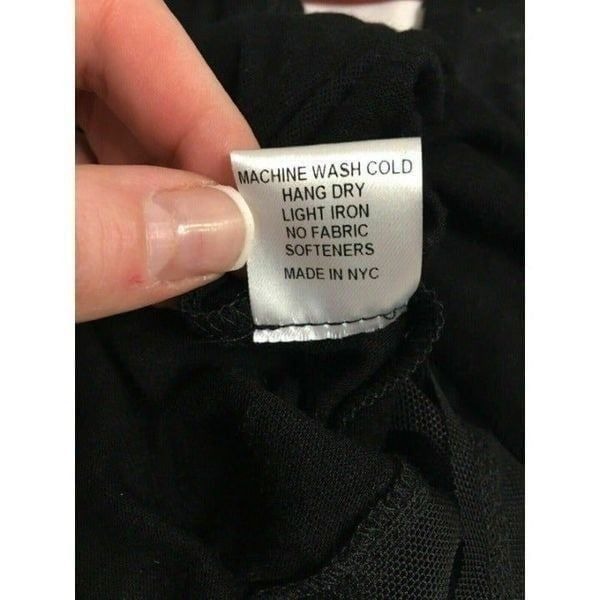 MACHINE WASH COLD
HANG DRY
LIGHT IRON
NO FABRIC
SOFTENERS
MADE IN NYC